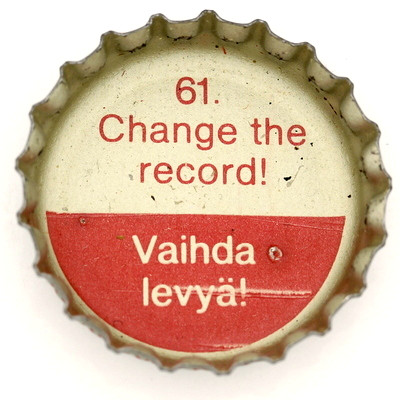 61.
Change the
record!
Vaihda
levyä!